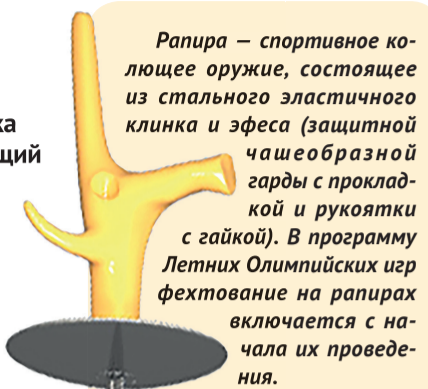 Рапира — спортивное ко-
лющее оружие, состоящее
из стального эластичного
клинка и эфеса (защитной
чашеобразной
гарды с проклад-
кой и рукоятки
с гайкой). В программу
Летних Олимпийских игр
фехтование на рапирах
включается с на-
чала их проведе-
ния.
ка
щий